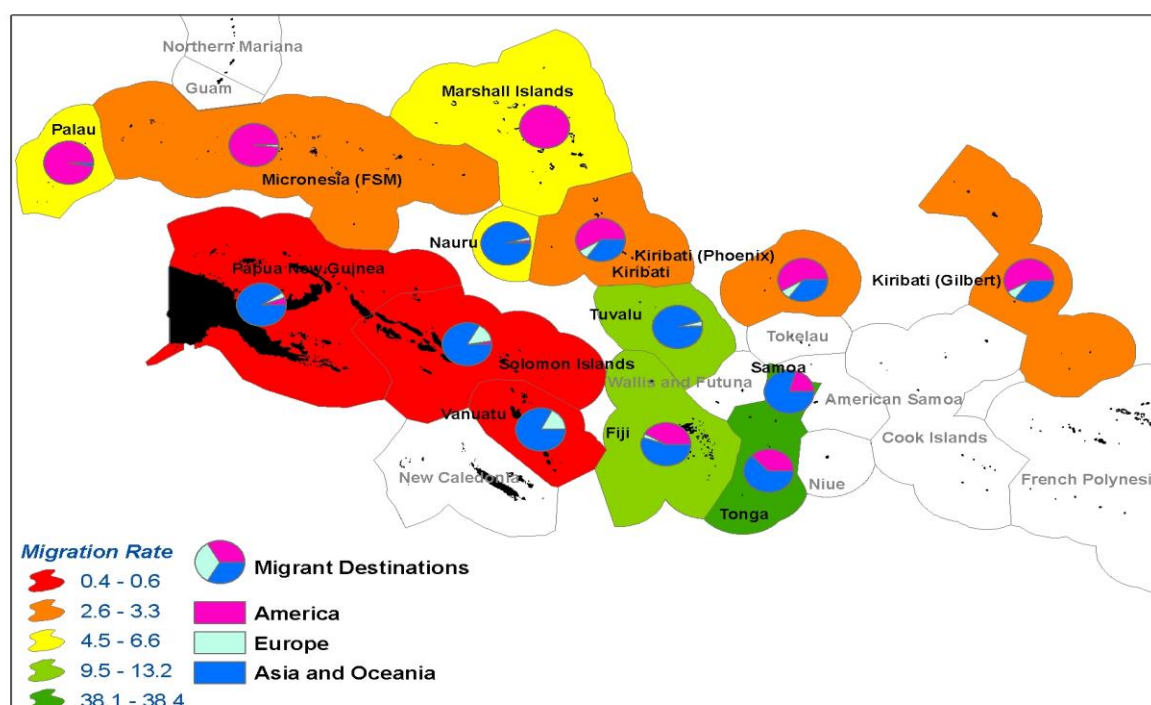 Northern Mariana
Guam
Marshall Islands
Palau
Micronesia (FSM)
Nauru
Kiribati (Phoenix)
Kiribati
Kiribati (Gilbert)
Papua New Guinea
Tuvalu
Tokelau
Solomon Islands
Samoa
Wallis and Futuna
American Samoa
Vanuatu
Fiji
Cook Islands
New Caledonia
Niue
French Polynesi
Tonga
Migration Rate
0.4 - 0.6
2.6 - 3.3
4.5 - 6.6
9.5 - 13.2
38.1 - 38.4
Migrant Destinations
America
Europe
Asia and Oceania